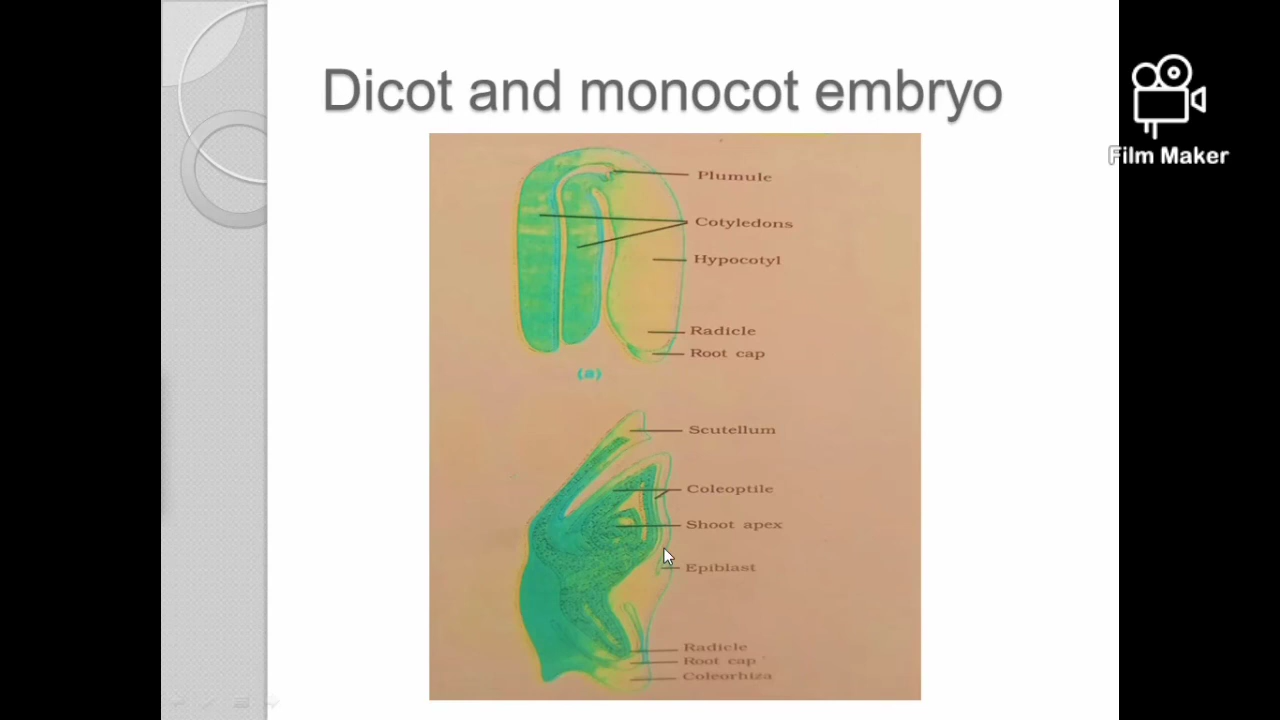 Dicot and monocot embryo
Film Maker
Plumule
Cotyledons
Hypocotyl
Radicle
Root cap
(a)
Scutellum
Coleoptile
Shoot apex
Epiblast
Radicle
Root cap
Coleorhiza